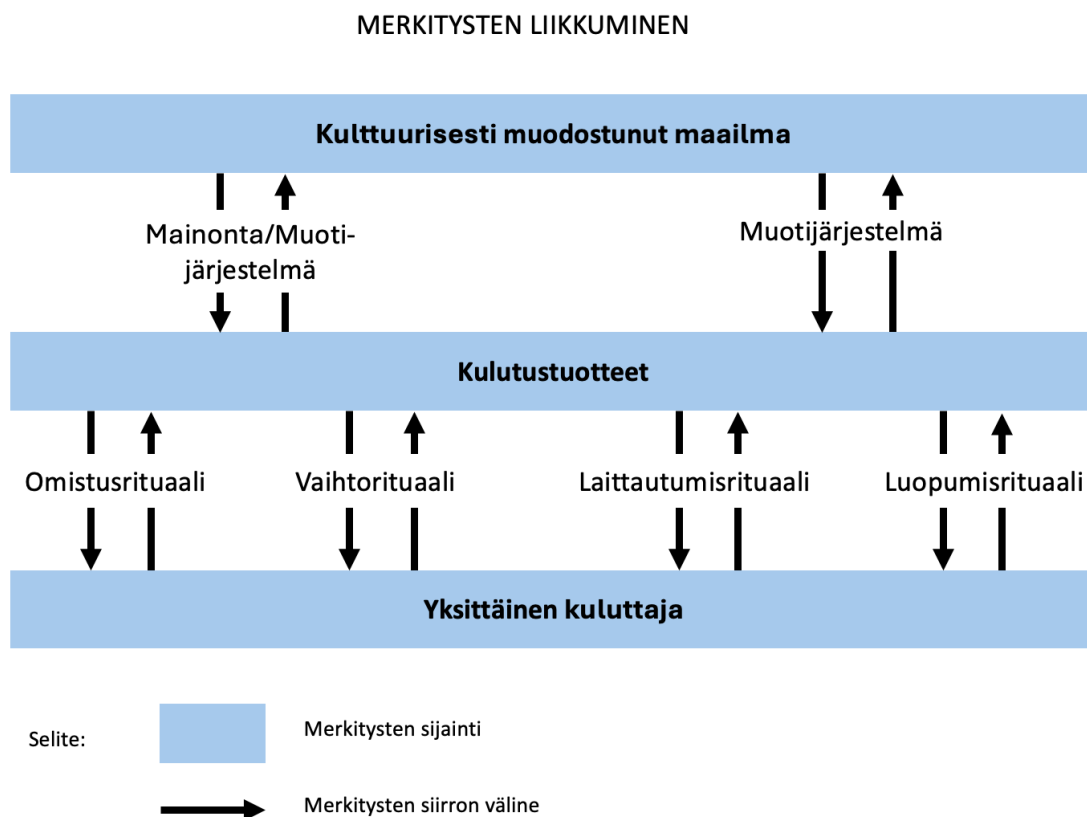 MERKITYSTEN LIIKKUMINEN
Kulttuurisesti muodostunut maailma
Mainonta/Muoti-
järjestelmä
Muotijärjestelmä
Kulutustuotteet
Omistusrituaali
Vaihtorituaali
Laittautumisrituaali
Luopumisrituaali
Yksittäinen kuluttaja
Selite:
Merkitysten sijainti
Merkitysten siirron väline